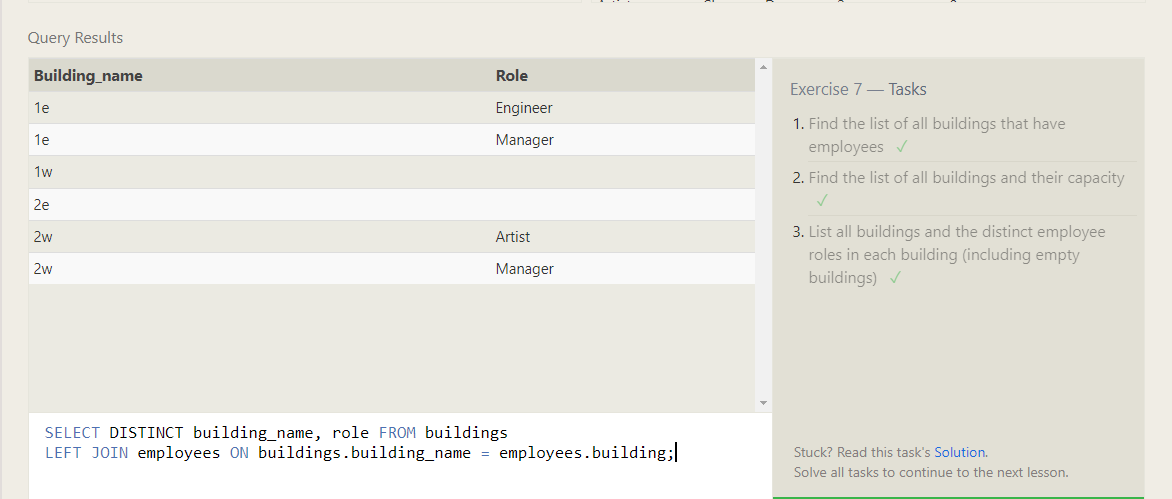 Query Results
Building_name Role
1e Engineer
1e Manager
1w
2e
2w Artist
2w Manager
SELECT DISTINCT building_name, role FROM buildings
LEFT JOIN employees ON buildings.building_name = employees.building;
Exercise 7 — Tasks
1. Find the list of all buildings that have
employees ✓
2. Find the list of all buildings and their capacity
✓
3. List all buildings and the distinct employee
roles in each building (including empty
buildings) ✓
Stuck? Read this task's Solution.
Solve all tasks to continue to the next lesson.